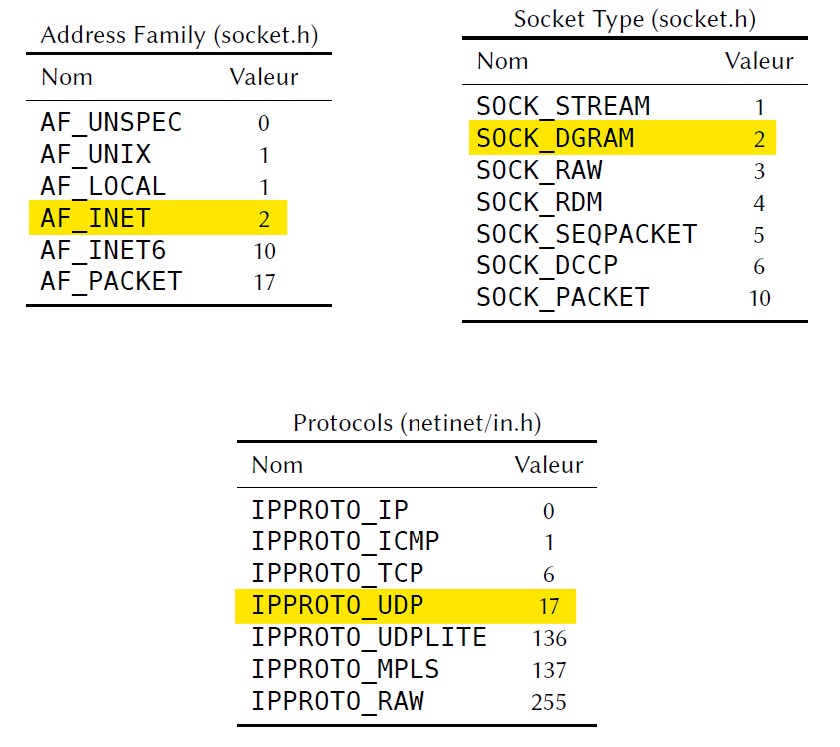 Address Family (socket.h)
Nom Valeur
AF_UNSPEC 0
AF_UNIX 1
AF_LOCAL 1
AF_INET 2
AF_INET6 10
AF_PACKET 17
Socket Type (socket.h)
Nom Valeur
SOCK_STREAM 1
SOCK_DGRAM 2
SOCK_RAW 3
SOCK_RDM 4
SOCK_SEQPACKET 5
SOCK_DCCP 6
SOCK_PACKET 10
Protocols (netinet/in.h)
Nom Valeur
IPPROTO_IP 0
IPPROTO_ICMP 1
IPPROTO_TCP 6
IPPROTO_UDP 17
IPPROTO_UDPLITE 136
IPPROTO_MPLS 137
IPPROTO_RAW 255